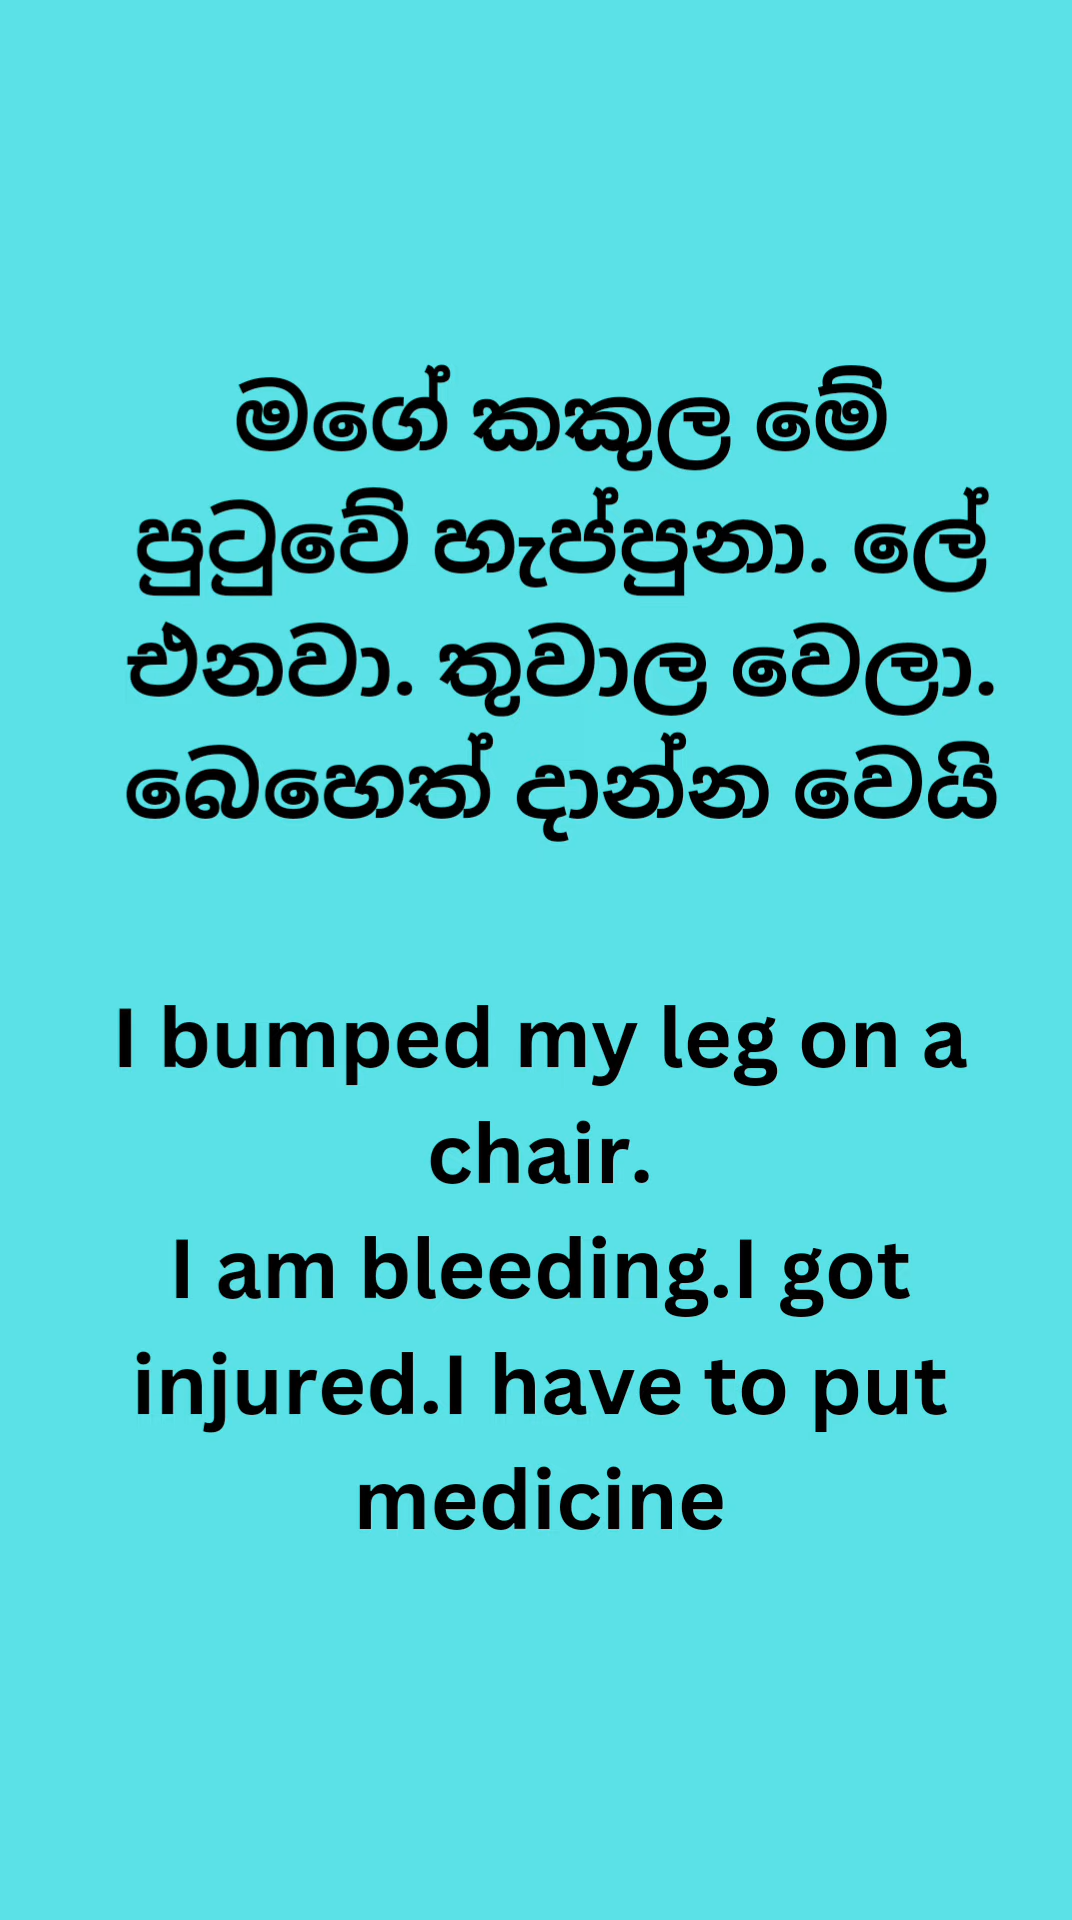 මගේ කකුල මේ
පුටුවේ හැප්පුනා. ලේ
එනවා. තුවාල වෙලා.
බෙහෙත් දාන්න වෙයි
I bumped my leg on a
chair.
I am bleeding.I got
injured.I have to put
medicine